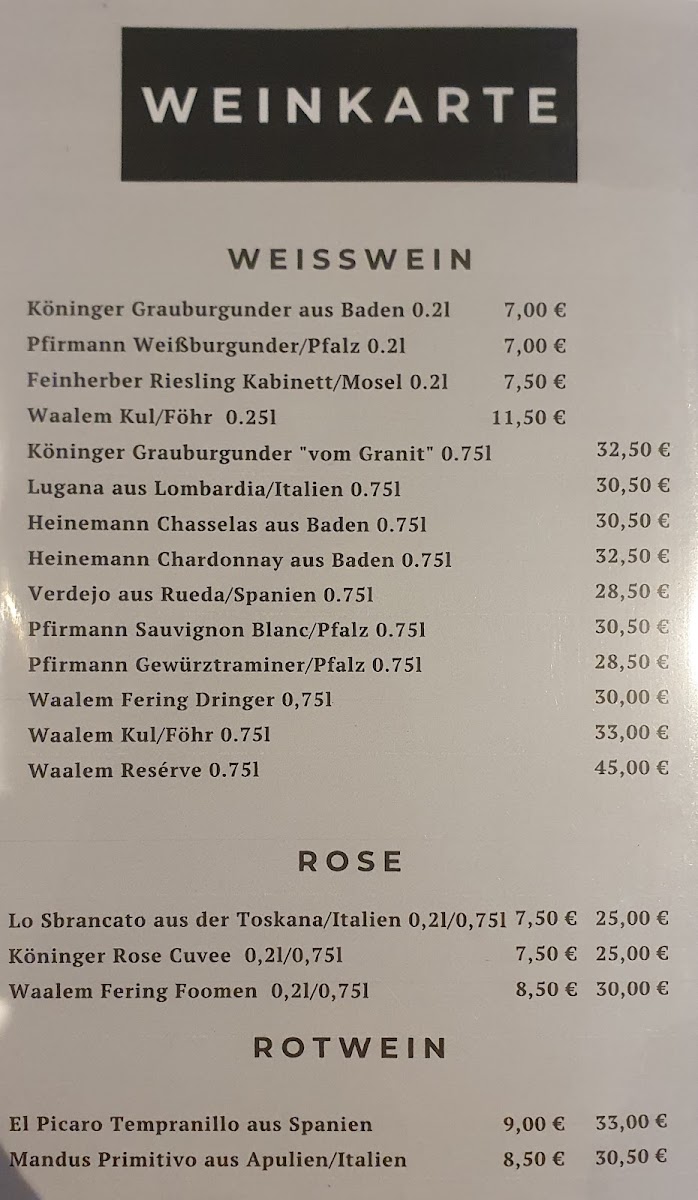 WEINKARTE
WEISSWEIN
Köninger Grauburgunder aus Baden 0.2l 7,00 €
Pfirmann Weißburgunder/Pfalz 0.2l 7,00 €
Feinherber Riesling Kabinett/Mosel 0.2l 7,50 €
Waalem Kul/Föhr 0.25l 11,50 €
Köninger Grauburgunder "vom Granit" 0.75l 32,50 €
Lugana aus Lombardia/Italien 0.75l 30,50 €
Heinemann Chasselas aus Baden 0.75l 30,50 €
Heinemann Chardonnay aus Baden 0.75l 32,50 €
Verdejo aus Rueda/Spanien 0.75l 28,50 €
Pfirmann Sauvignon Blanc/Pfalz 0.75l 30,50 €
Pfirmann Gewürztraminer/Pfalz 0.75l 28,50 €
Waalem Fering Dringer 0,75l 30,00 €
Waalem Kul/Föhr 0.75l 33,00 €
Waalem Resérve 0.75l 45,00 €
ROSE
Lo Sbrancato aus der Toskana/Italien 0,2l/0,75l 7,50 € 25,00 €
Köninger Rose Cuvee 0,2l/0,75l 7,50 € 25,00 €
Waalem Fering Foomen 0,2l/0,75l 8,50 € 30,00 €
ROTWEIN
El Picaro Tempranillo aus Spanien 9,00 € 33,00 €
Mandus Primitivo aus Apulien/Italien 8,50 € 30,50 €